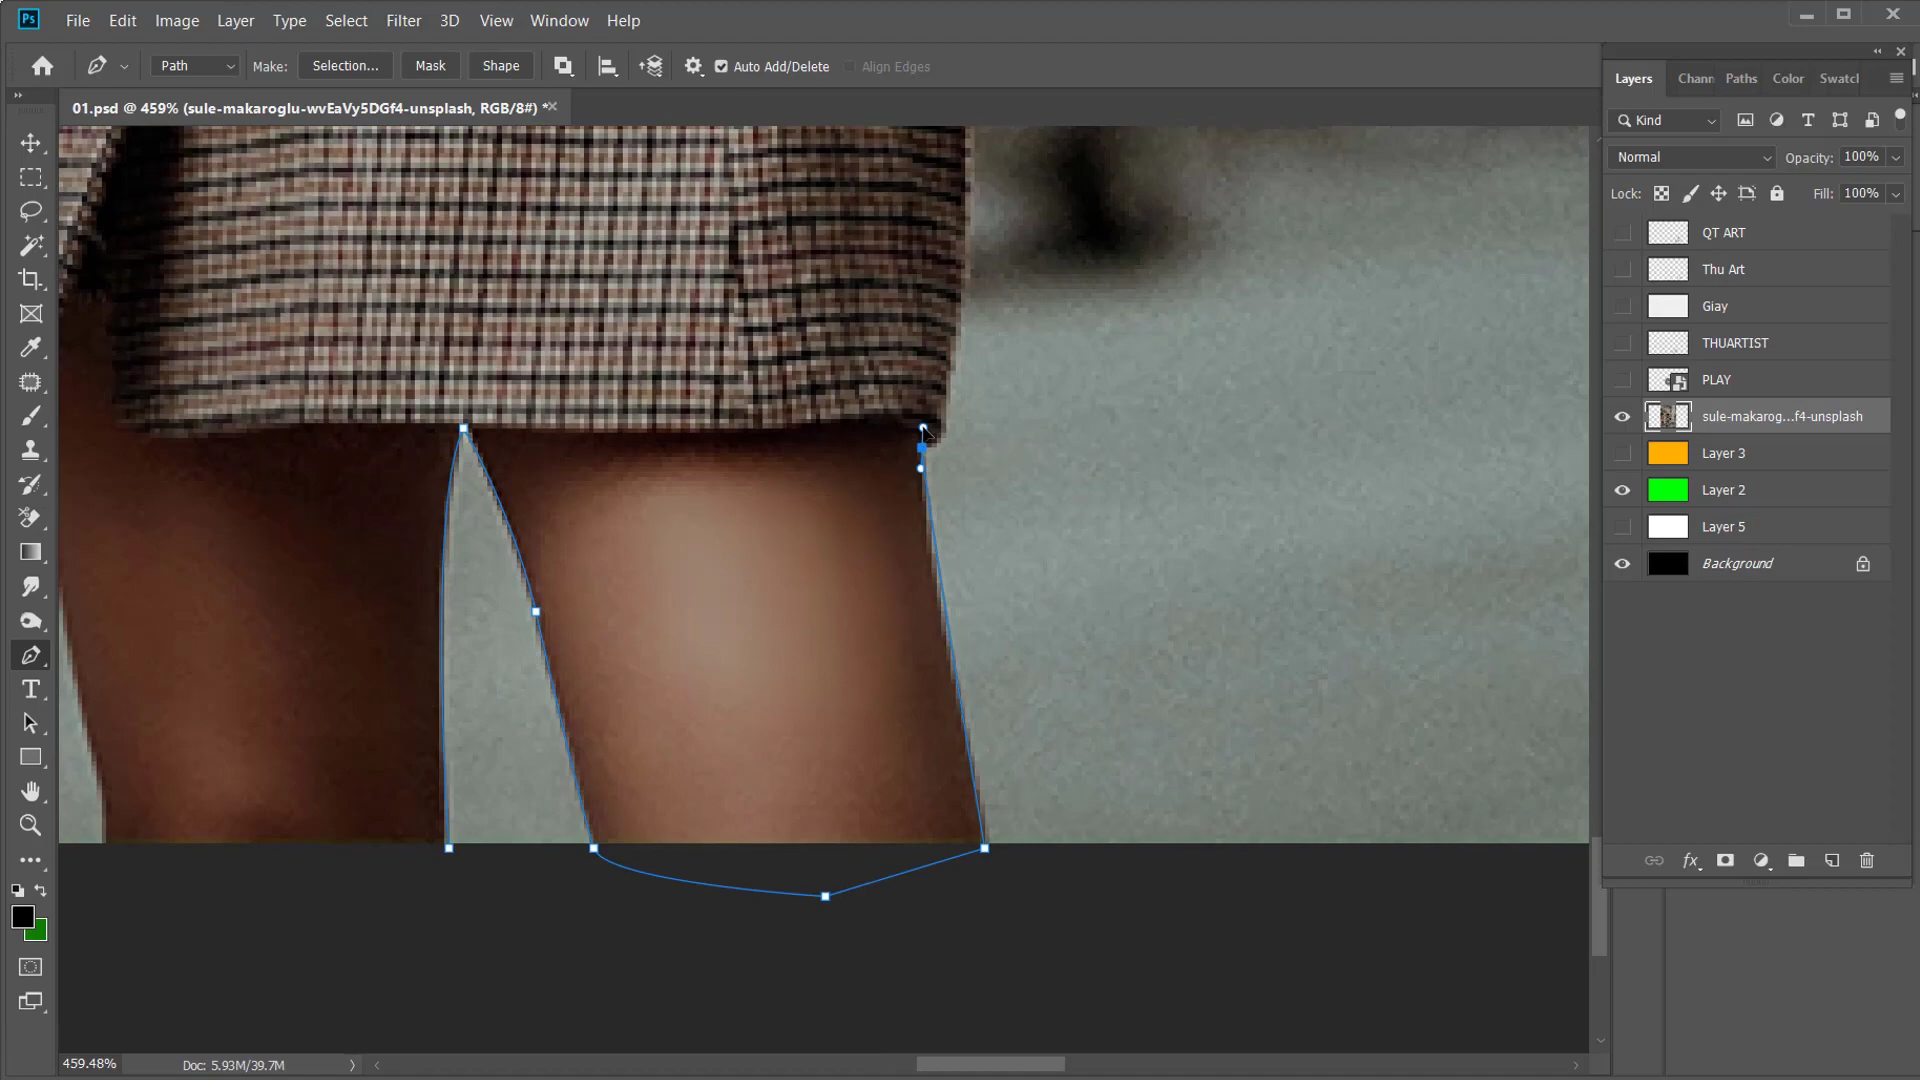 Ps File Edit Image Layer Type Select Filter 3D View Window Help
Path Make: Selection... Mask Shape Auto Add/Delete Align Edges
01.psd @ 459% (sule-makaroglu-wvEaVy5DGf4-unsplash, RGB/8#) *
Layers Chann Paths Color Swatcl
Kind
Normal Opacity: 100%
Lock: Fill: 100%
QT ART
Thu Art
Giay
THUARTIST
PLAY
sule-makarog...f4-unsplash
Layer 3
Layer 2
Layer 5
Background
fx
459.48% Doc: 5.93M/39.7M